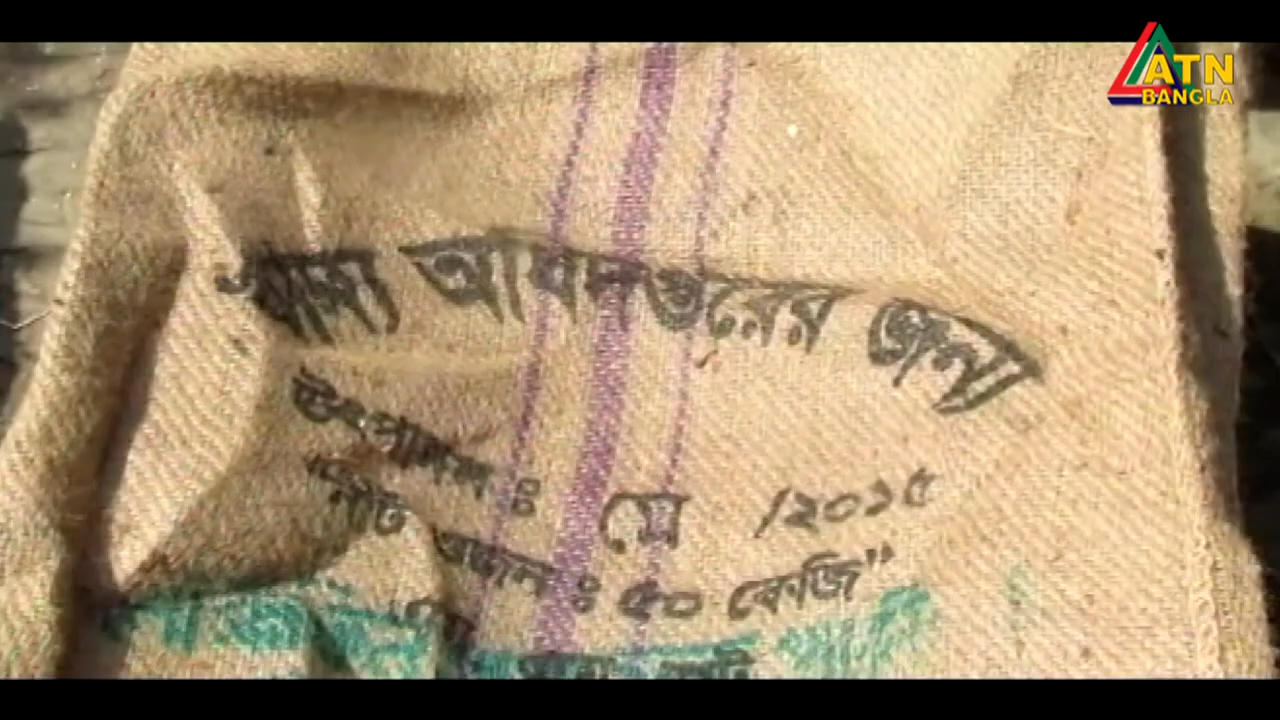 ATN
BANGLA
খাদ্য অধিদপ্তরের জন্য
উৎপাদন ঃ মে /২০১৫
নীট ওজন ঃ ৫০ কেজি"